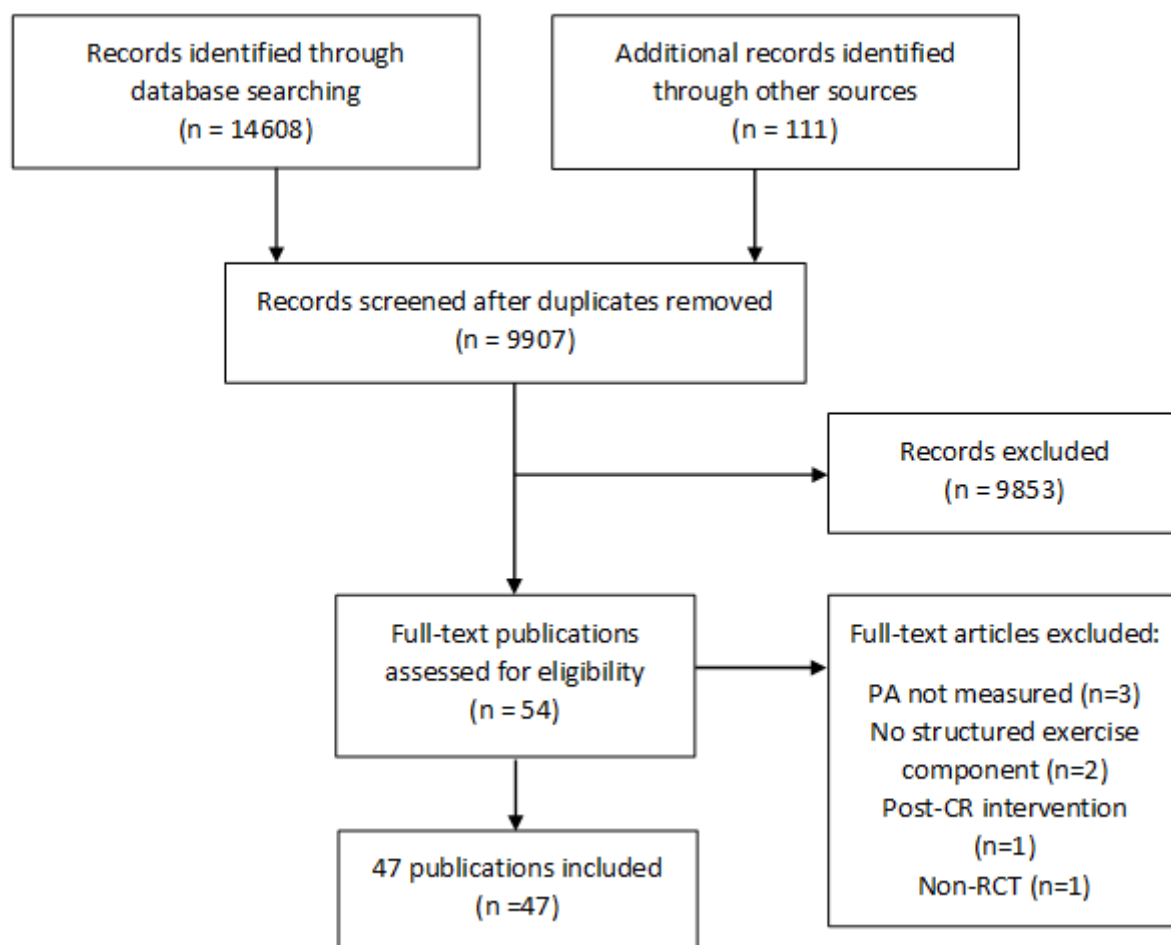 Records identified through
database searching
(n = 14608)
Additional records identified
through other sources
(n = 111)
Records screened after duplicates removed
(n = 9907)
Records excluded
(n = 9853)
Full-text publications
assessed for eligibility
(n = 54)
Full-text articles excluded:
PA not measured (n=3)
No structured exercise
component (n=2)
Post-CR intervention
(n=1)
Non-RCT (n=1)
47 publications included
(n =47)